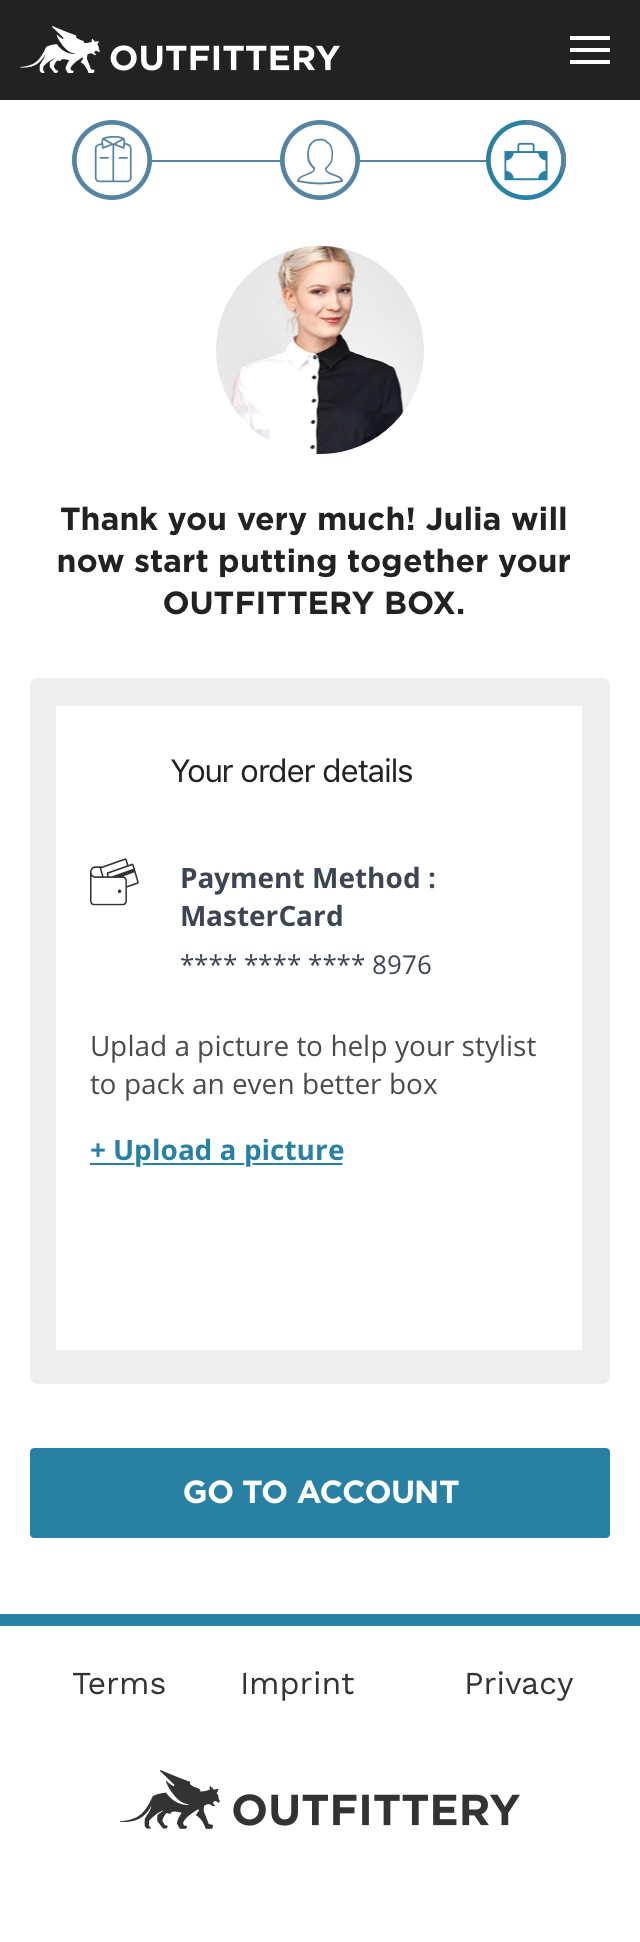 OUTFITTERY
Thank you very much! Julia will
now start putting together your
OUTFITTERY BOX.
Your order details
Payment Method :
MasterCard
**** **** **** 8976
Uplad a picture to help your stylist
to pack an even better box
+ Upload a picture
GO TO ACCOUNT
Terms Imprint Privacy
OUTFITTERY